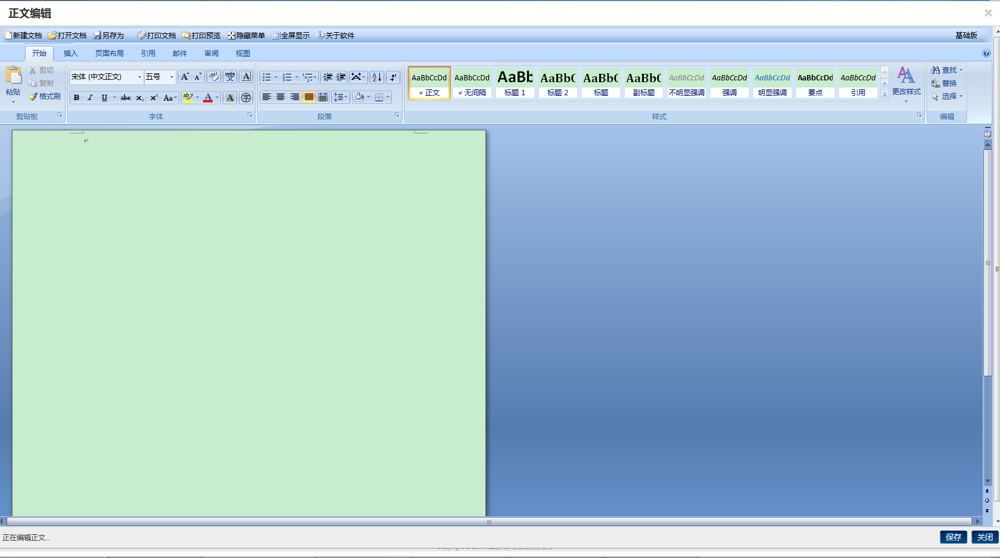 正文编辑
新建文档 打开文档 另存为 打印文档 打印预览 隐藏菜单 全屏显示 关于软件 基础版
开始 插入 页面布局 引用 邮件 审阅 视图
粘贴 剪切 复制 格式刷
剪贴板
宋体 (中文正文) 五号
字体
段落
AaBbCcDd AaBbCcDd AaBb AaBbC AaBbC AaBbC AaBbCcDd AaBbCcDd AaBbCcDd AaBbCcDd AaBbCcDd
正文 无间隔 标题 1 标题 2 标题 副标题 不明显强调 强调 明显强调 要点 引用
更改样式
样式
查找
替换
选择
编辑
正在编辑正文...
保存 关闭